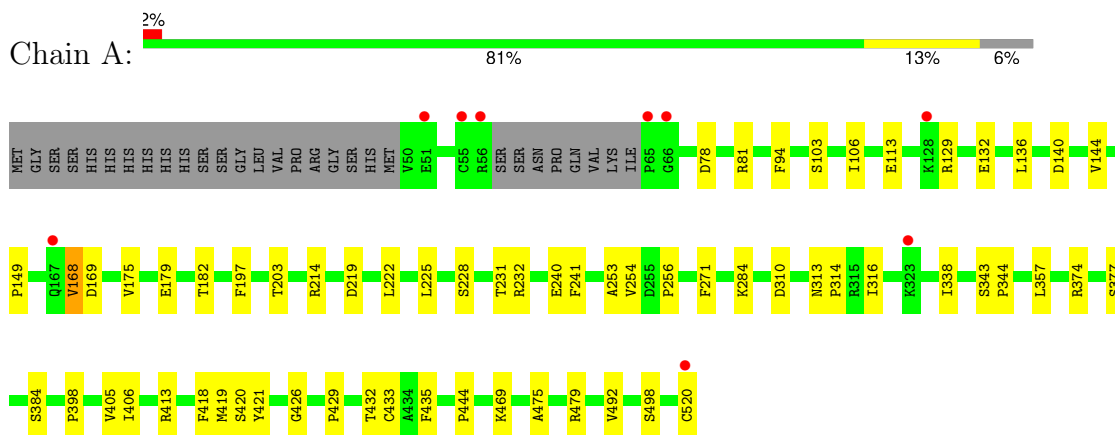 2%
Chain A:
81% 13% 6%
MET GLY SER SER HIS HIS HIS HIS HIS HIS SER SER GLY LEU VAL PRO ARG GLY SER HIS MET V50 E51 C55 R56 SER SER ASN PRO GLN VAL LYS ILE P65 G66 D78 R81 F94 S103 I106 E113 K128 R129 E132 L136 D140 V144
P149 Q167 V168 D169 V175 E179 T182 F197 T203 R214 D219 L222 L225 S228 T231 R232 E240 F241 A253 V254 D255 P256 F271 K284 D310 N313 P314 R315 I316 K323 I338 S343 P344 L357 R374 S377
S384 P398 V405 I406 R413 F418 M419 S420 Y421 G426 P429 T432 C433 A434 F435 P444 K469 A475 R479 V492 S498 C520